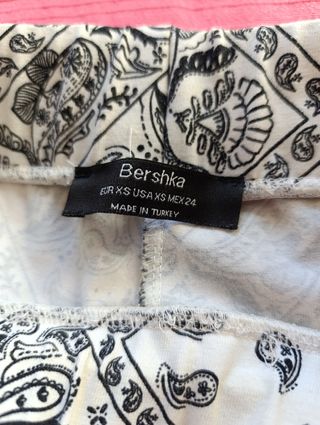 Bershka
EUR XS USA XS MEX 24
MADE IN TURKEY